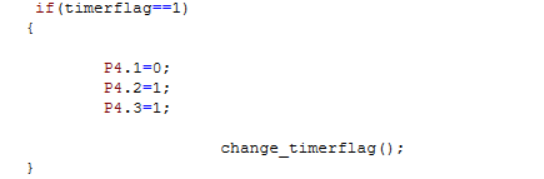 if(timerflag==1)
{
P4.1=0;
P4.2=1;
P4.3=1;
change_timerflag();
}